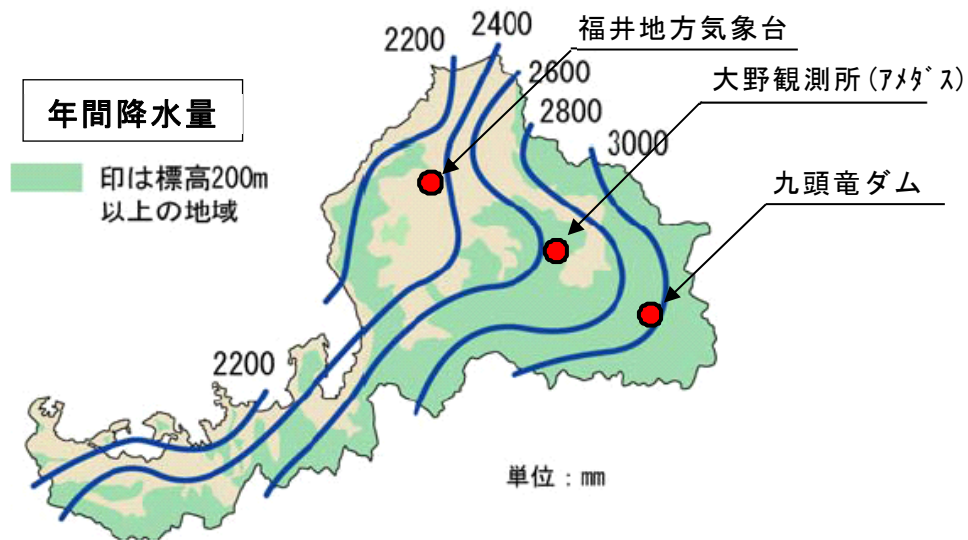 年間降水量
印は標高200m
以上の地域
2200
2400
2600
2800
3000
福井地方気象台
大野観測所(ｱﾒﾀﾞｽ)
九頭竜ダム
2200
単位：mm